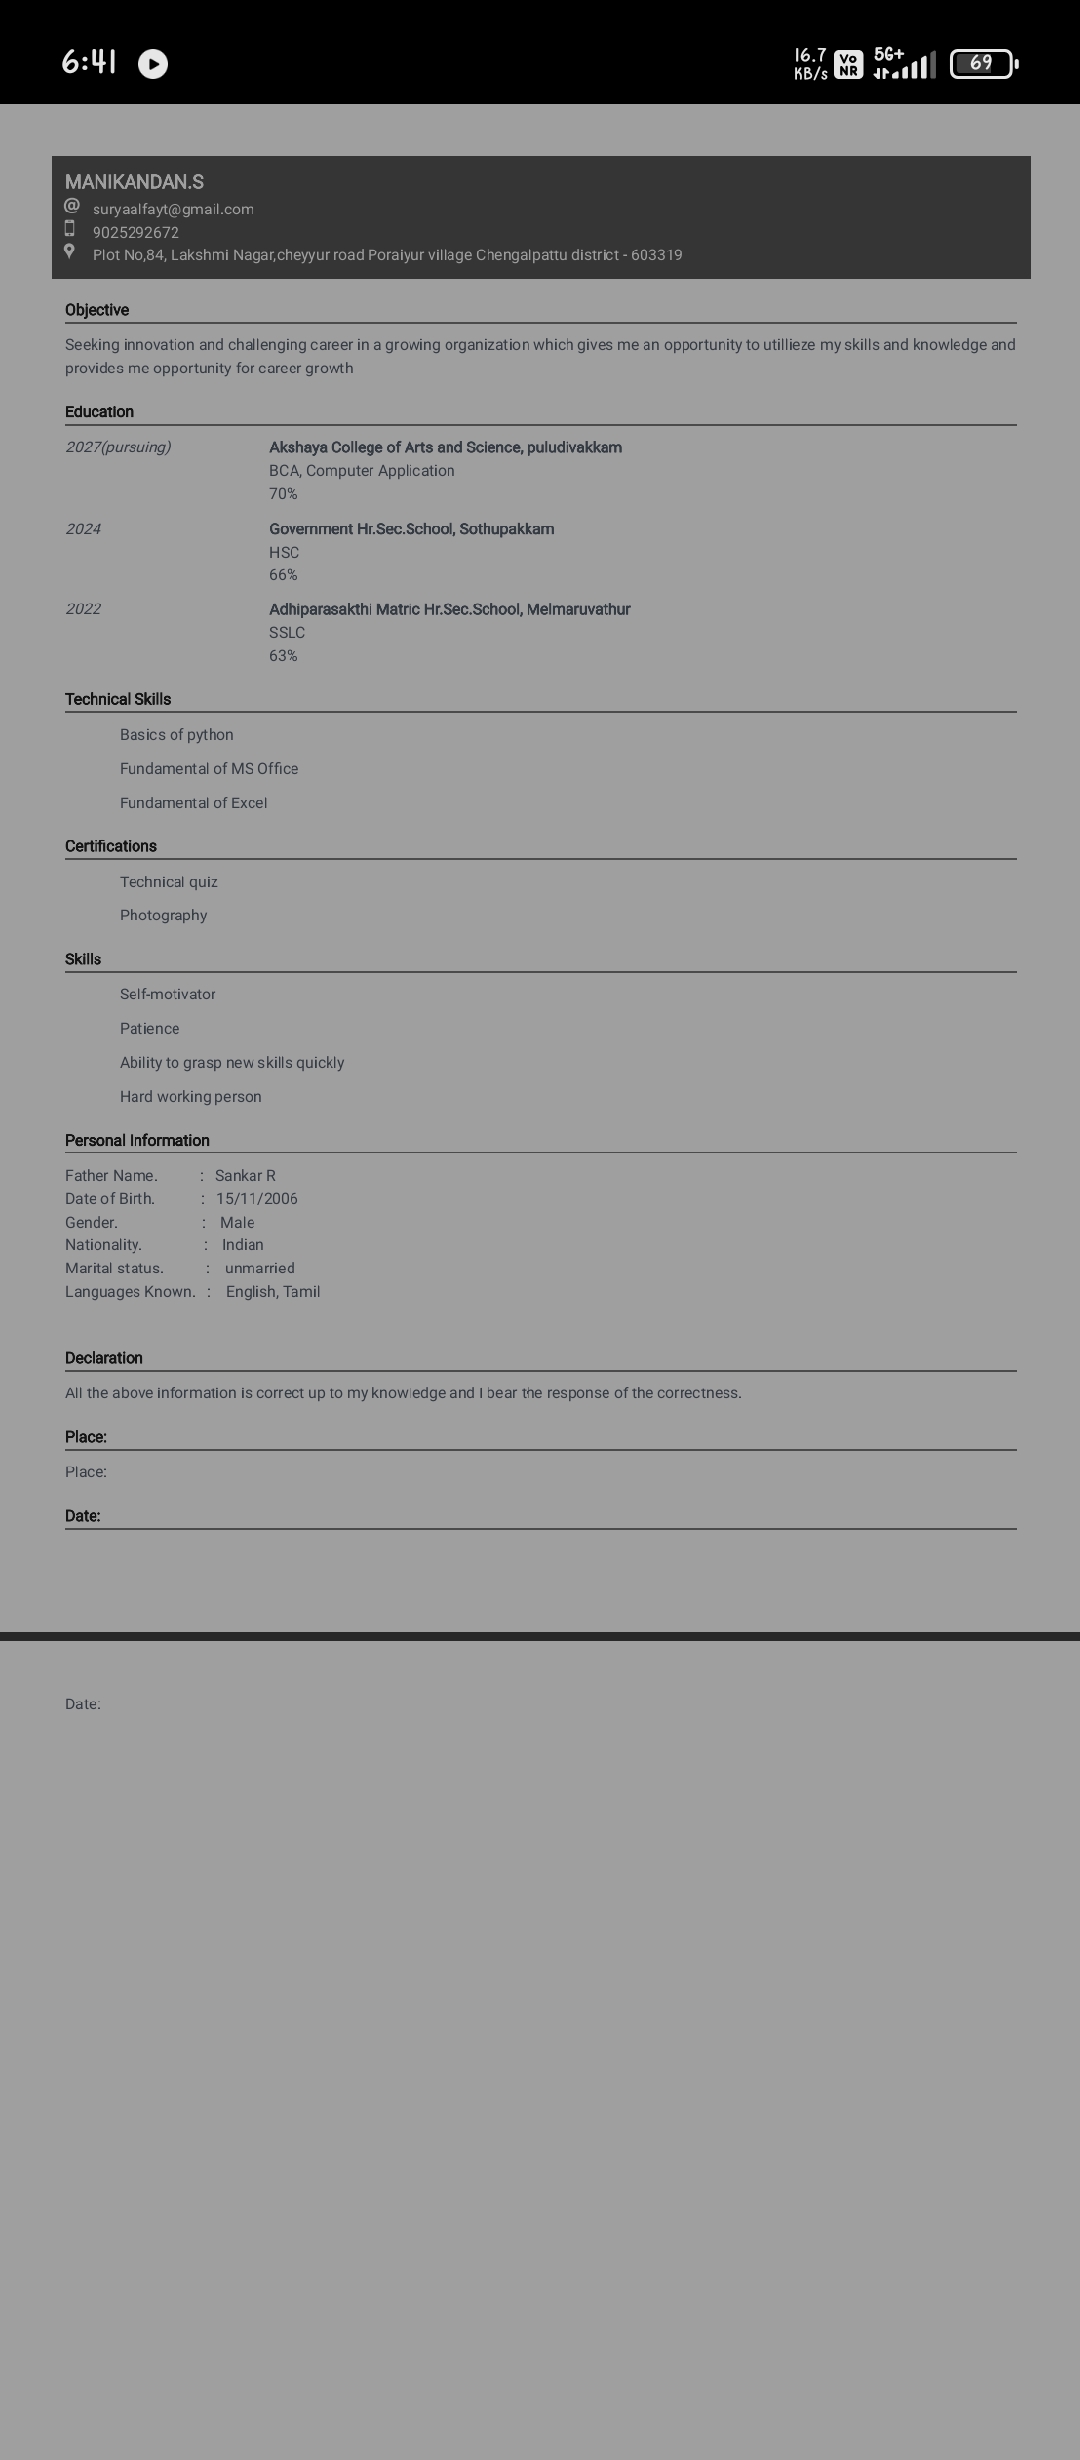 6:41
16.7 KB/s Vo NR 5G+ 69
MANIKANDAN.S
suryaalfayt@gmail.com
9025292672
Plot No,84, Lakshmi Nagar,cheyyur road Poraiyur village Chengalpattu district - 603319
Objective
Seeking innovation and challenging career in a growing organization which gives me an opportunity to utillieze my skills and knowledge and
provides me opportunity for career growth
Education
2027(pursuing) Akshaya College of Arts and Science, puludivakkam
BCA, Computer Application
70%
2024 Government Hr.Sec.School, Sothupakkam
HSC
66%
2022 Adhiparasakthi Matric Hr.Sec.School, Melmaruvathur
SSLC
63%
Technical Skills
Basics of python
Fundamental of MS Office
Fundamental of Excel
Certifications
Technical quiz
Photography
Skills
Self-motivator
Patience
Ability to grasp new skills quickly
Hard working person
Personal Information
Father Name. : Sankar R
Date of Birth. : 15/11/2006
Gender. : Male
Nationality. : Indian
Marital status. : unmarried
Languages Known. : English, Tamil
Declaration
All the above information is correct up to my knowledge and I bear the response of the correctness.
Place:
Place:
Date:
Date: